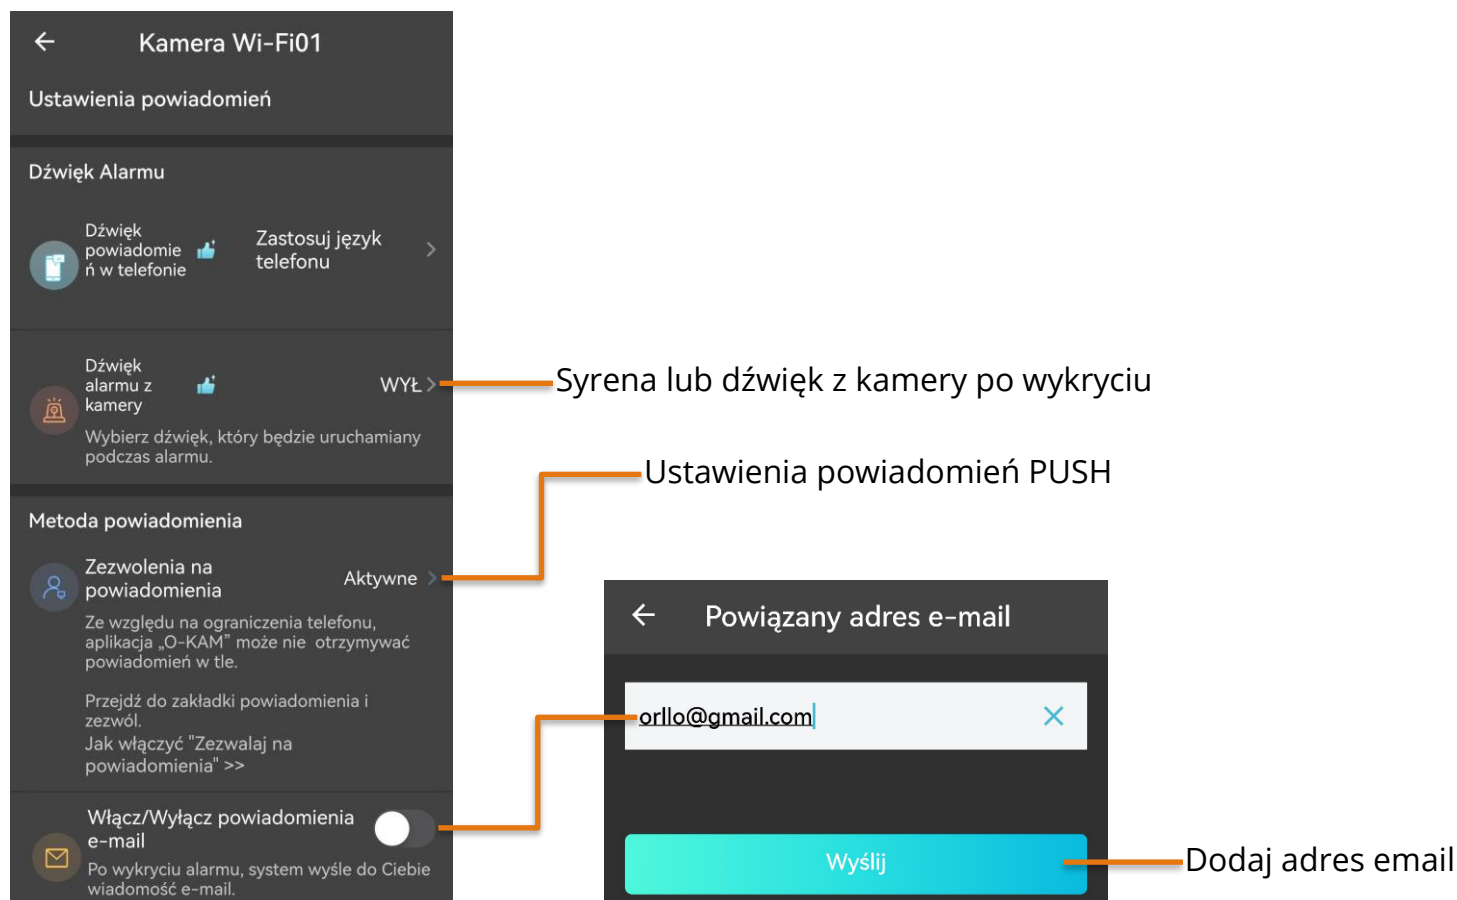 Kamera Wi-Fi01
Ustawienia powiadomień
Dźwięk Alarmu
Dźwięk
powiadomie
ń w telefonie
Zastosuj język
telefonu
Dźwięk
alarmu z
kamery
WYŁ
Wybierz dźwięk, który będzie uruchamiany
podczas alarmu.
Syrena lub dźwięk z kamery po wykryciu
Ustawienia powiadomień PUSH
Metoda powiadomienia
Zezwolenia na
powiadomienia
Aktywne
Ze względu na ograniczenia telefonu,
aplikacja „O-KAM” może nie otrzymywać
powiadomień w tle.
Przejdź do zakładki powiadomienia i
zezwól.
Jak włączyć "Zezwalaj na
powiadomienia" >>
Włącz/Wyłącz powiadomienia
e-mail
Po wykryciu alarmu, system wyśle do Ciebie
wiadomość e-mail.
Powiązany adres e-mail
orllo@gmail.com
Wyślij
Dodaj adres email